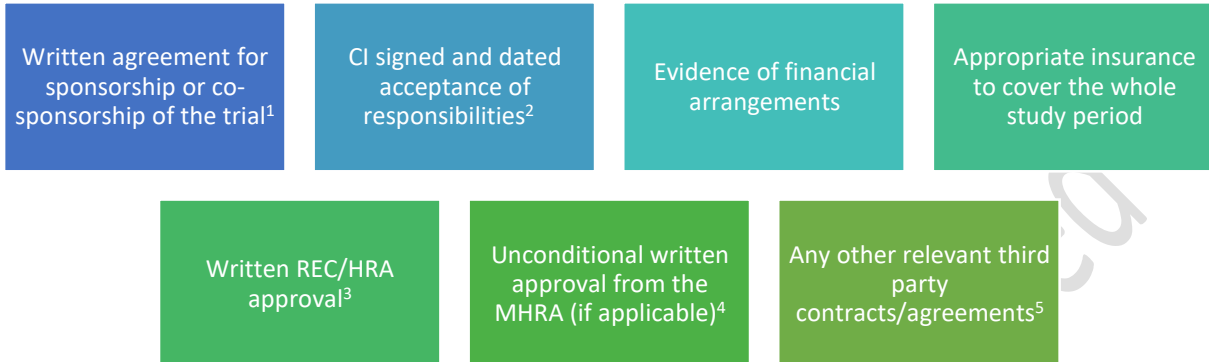 Written agreement for
sponsorship or co-
sponsorship of the trial1
CI signed and dated
acceptance of
responsibilities2
Evidence of financial
arrangements
Appropriate insurance
to cover the whole
study period
Written REC/HRA
approval3
Unconditional written
approval from the
MHRA (if applicable)4
Any other relevant third
party
contracts/agreements5